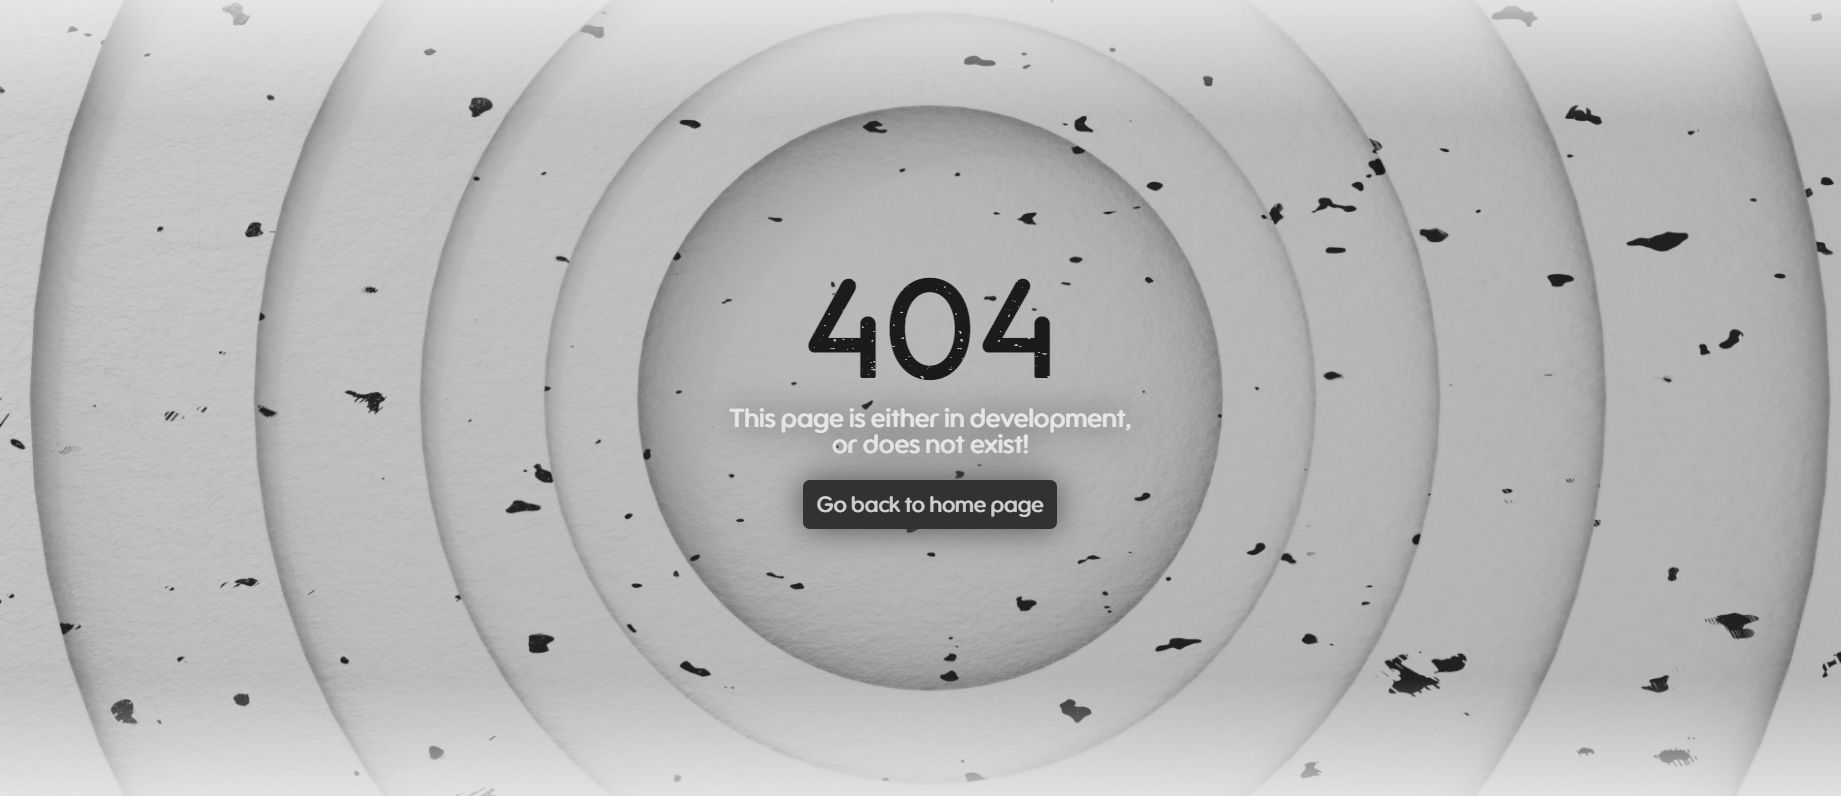 404
This page is either in development,
or does not exist!
Go back to home page